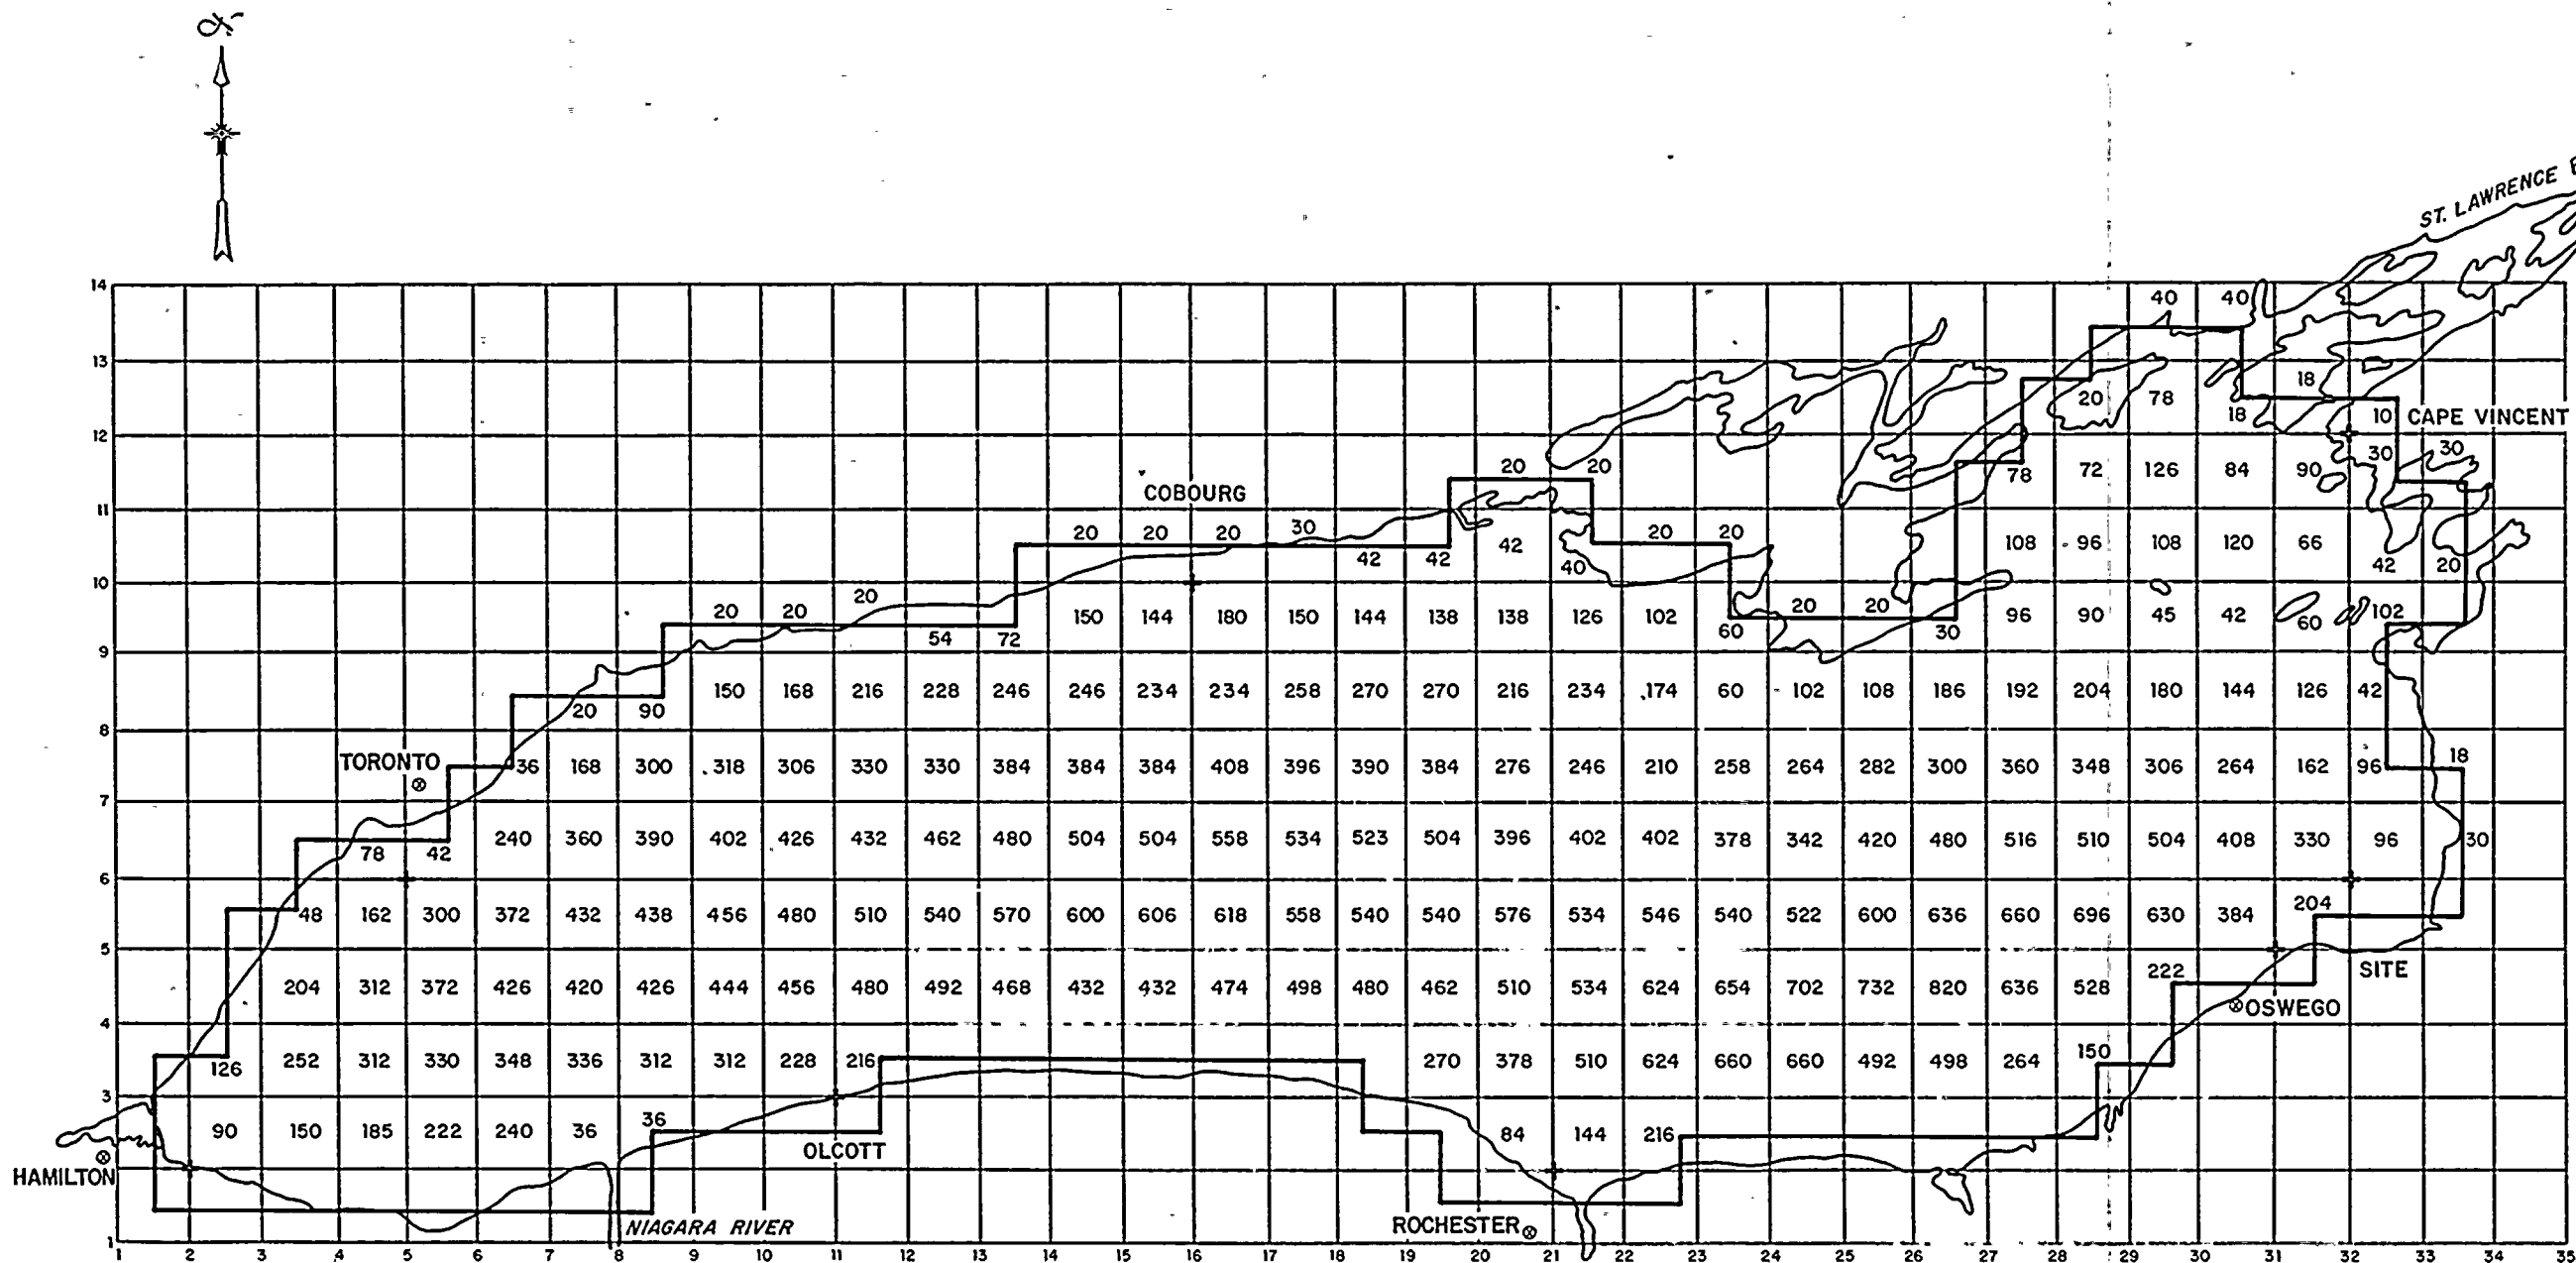 ST. LAWRENCE
14
40 40
13
18
20 78 18 10 CAPE VINCENT
12
20 20 78 72 126 84 90 30 30
COBOURG
11
20 20 20 30 42 42 42 40 20 20 108 96 108 120 66 42 20
10
20 20 20 54 72 150 144 180 150 144 138 138 126 102 60 20 20 30 96 90 45 42 60 102
9
20 90 150 168 216 228 246 246 234 234 258 270 270 216 234 174 60 102 108 186 192 204 180 144 126 42
8
TORONTO
36 168 300 318 306 330 330 384 384 384 408 396 390 384 276 246 210 258 264 282 300 360 348 306 264 162 96 18
7
78 42 240 360 390 402 426 432 462 480 504 504 558 534 523 504 396 402 402 378 342 420 480 516 510 504 408 330 96 30
6
48 162 300 372 432 438 456 480 510 540 570 600 606 618 558 540 540 576 534 546 540 522 600 636 660 696 630 384 204
5
SITE
204 312 372 426 420 426 444 456 480 492 468 432 432 474 498 480 462 510 534 624 654 702 732 820 636 528 222
OSWEGO
4
126 252 312 330 348 336 312 312 228 216 270 378 510 624 660 660 492 498 264 150
3
90 150 185 222 240 36 36 84 144 216
OLCOTT
HAMILTON
NIAGARA RIVER
ROCHESTER
1
1 2 3 4 5 6 7 8 9 10 11 12 13 14 15 16 17 18 19 20 21 22 23 24 25 26 27 28 29 30 31 32 33 34 35